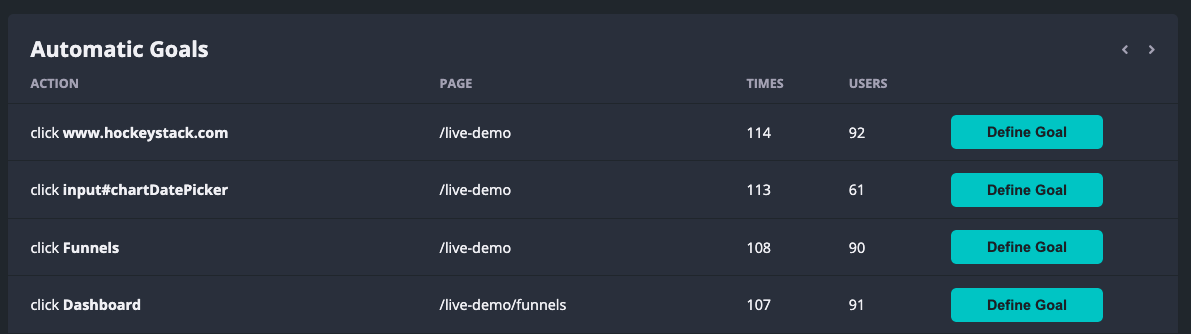 Automatic Goals
ACTION PAGE TIMES USERS
click www.hockeystack.com /live-demo 114 92 Define Goal
click input#chartDatePicker /live-demo 113 61 Define Goal
click Funnels /live-demo 108 90 Define Goal
click Dashboard /live-demo/funnels 107 91 Define Goal